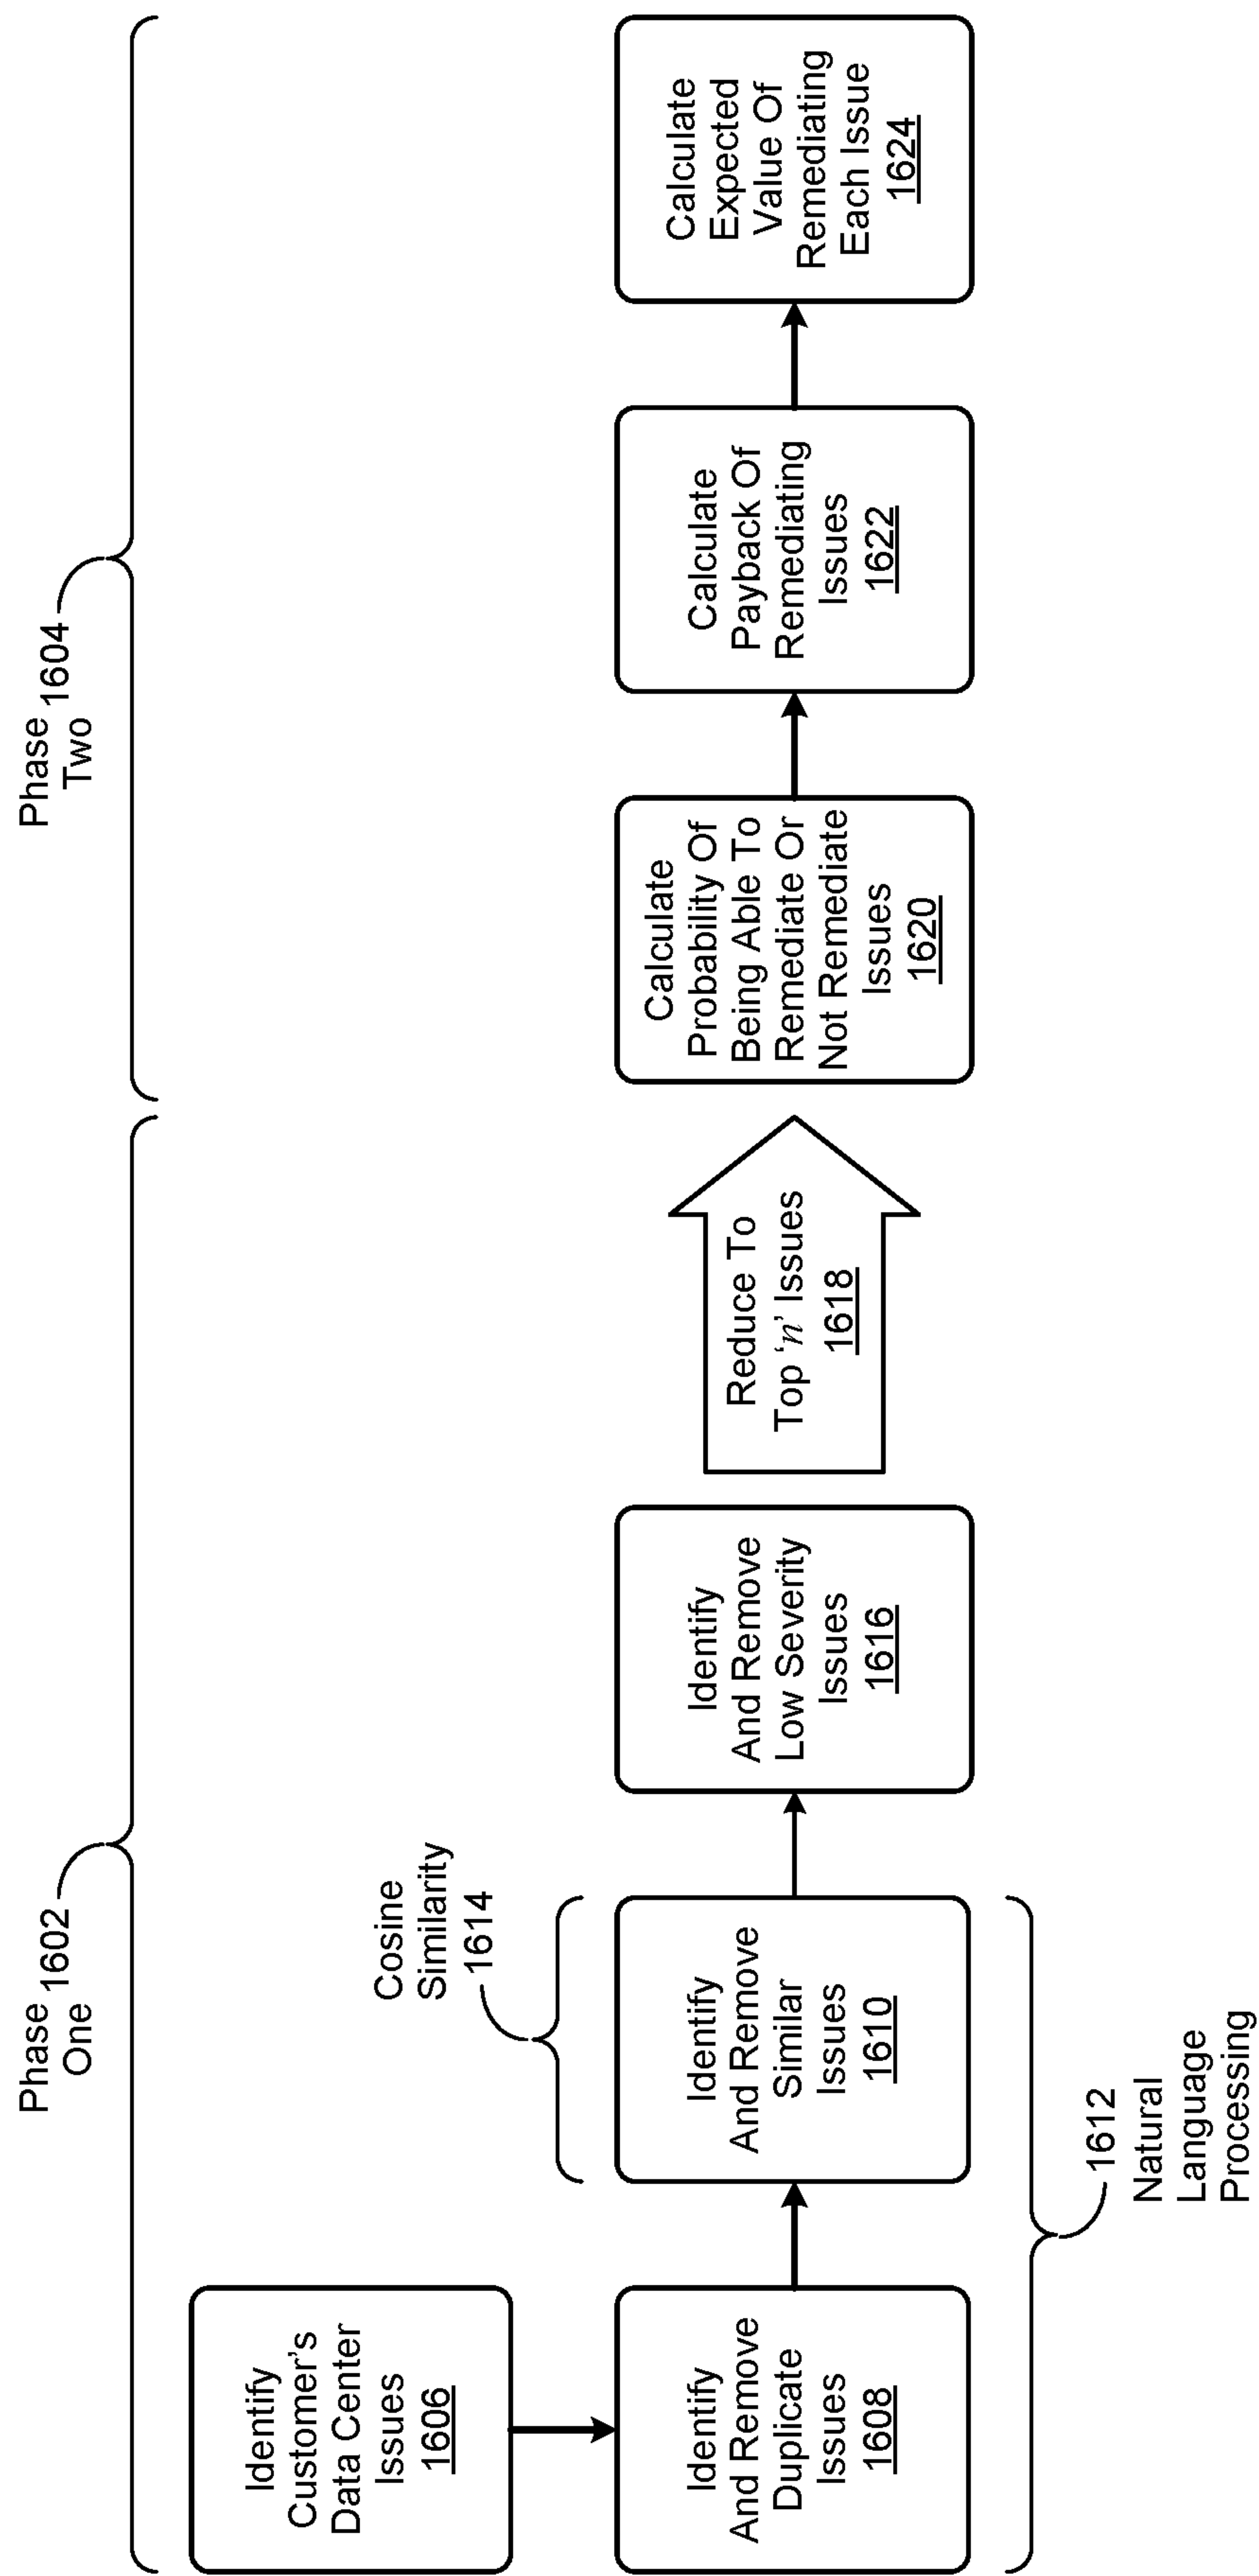 Phase
One
1602
Phase
Two
1604
Identify
Customer's
Data Center
Issues
1606
Cosine
Similarity
1614
Identify
And Remove
Duplicate
Issues
1608
Identify
And Remove
Similar
Issues
1610
Identify
And Remove
Low Severity
Issues
1616
Reduce To
Top ‘n’ Issues
1618
Calculate
Probability Of
Being Able To
Remediate Or
Not Remediate
Issues
1620
Calculate
Payback Of
Remediating
Issues
1622
Calculate
Expected
Value Of
Remediating
Each Issue
1624
1612
Natural
Language
Processing